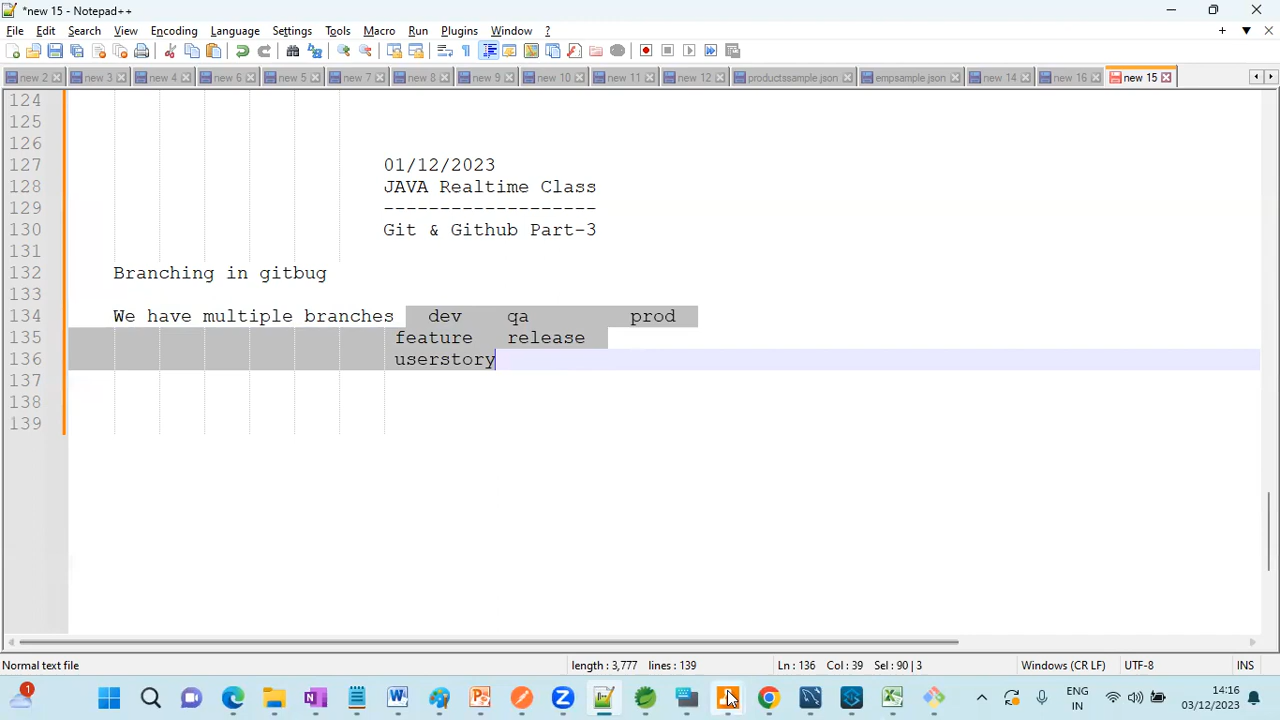 *new 15 - Notepad++
File Edit Search View Encoding Language Settings Tools Macro Run Plugins Window ?
new 2 new 3 new 4 new 6 new 5 new 7 new 8 new 9 new 10 new 11 new 12 productssample.json empsample.json new 14 new 16 new 15
124
125
126
127 01/12/2023
128 JAVA Realtime Class
129 -------------------
130 Git & Github Part-3
131
132 Branching in gitbug
133
134 We have multiple branches dev qa prod
135 feature release
136 userstory
137
138
139
Normal text file length : 3,777 lines : 139 Ln : 136 Col : 39 Sel : 90 | 3 Windows (CR LF) UTF-8 INS
1 ENG 14:16
IN 03/12/2023